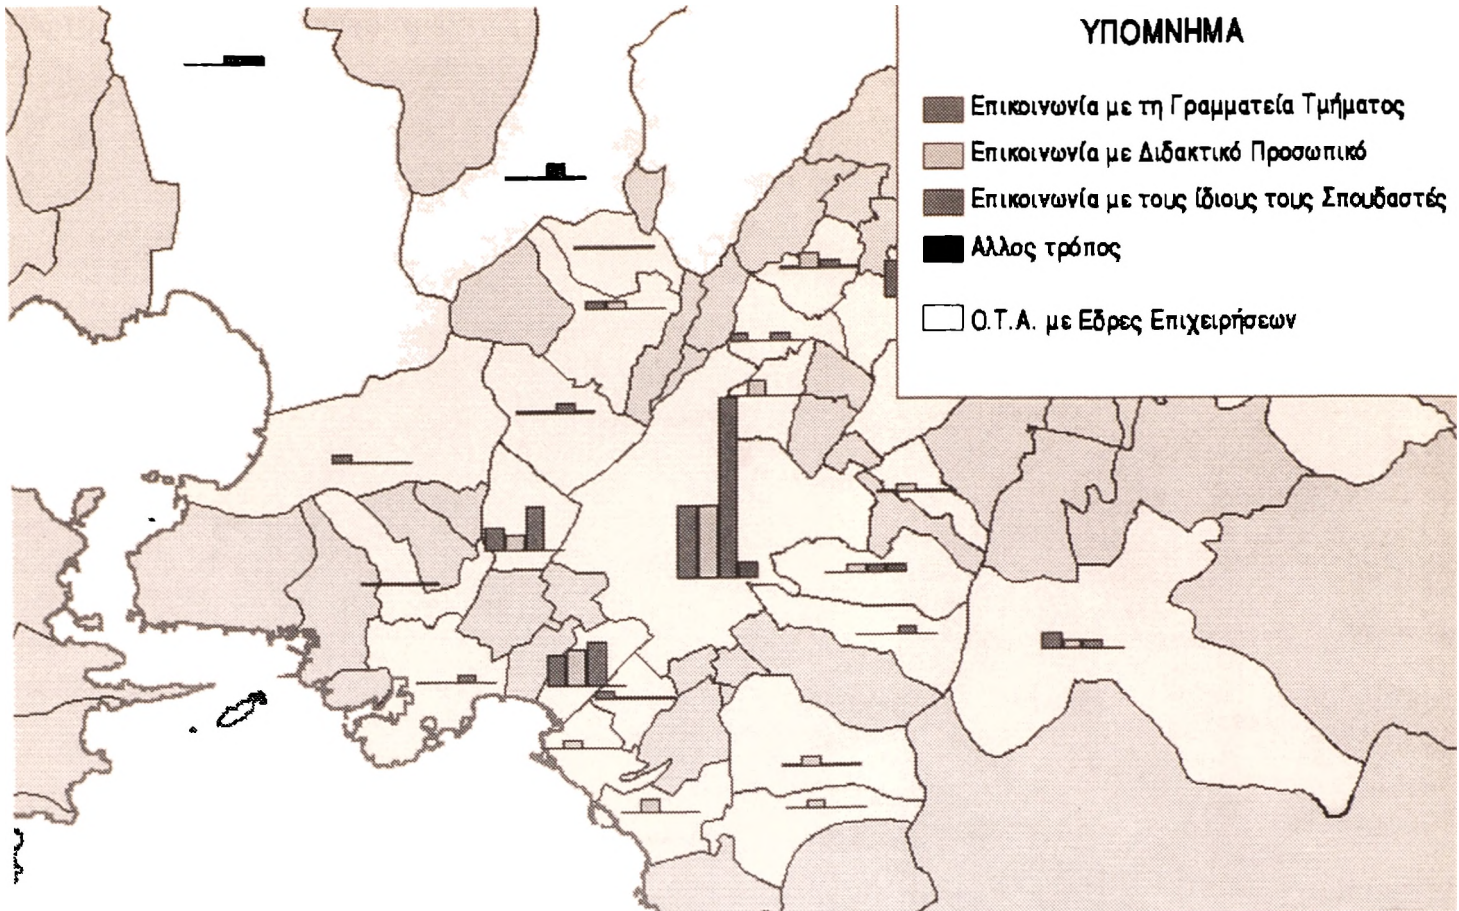 ΥΠΟΜΝΗΜΑ
Επικοινωνία με τη Γραμματεία Τμήματος
Επικοινωνία με Διδακτικό Προσωπικό
Επικοινωνία με τους ίδιους τους Σπουδαστές
Αλλος τρόπος
Ο.Τ.Α. με Εδρες Επιχειρήσεων